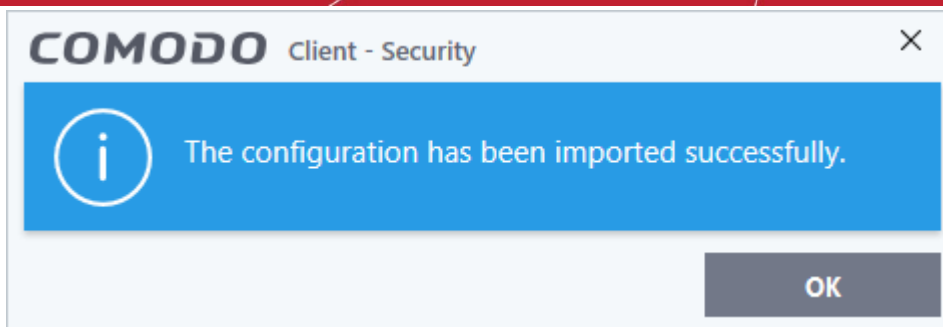 COMODO Client - Security
The configuration has been imported successfully.
OK